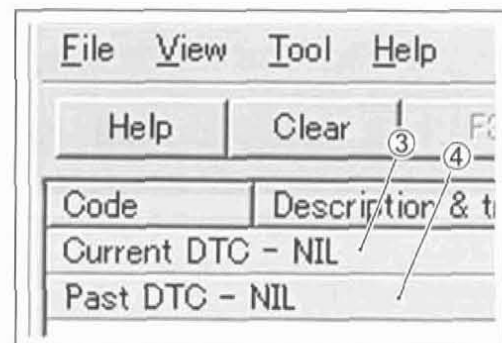 File View Tool Help
Help Clear
③ ④
Code Description &
Current DTC - NIL
Past DTC - NIL